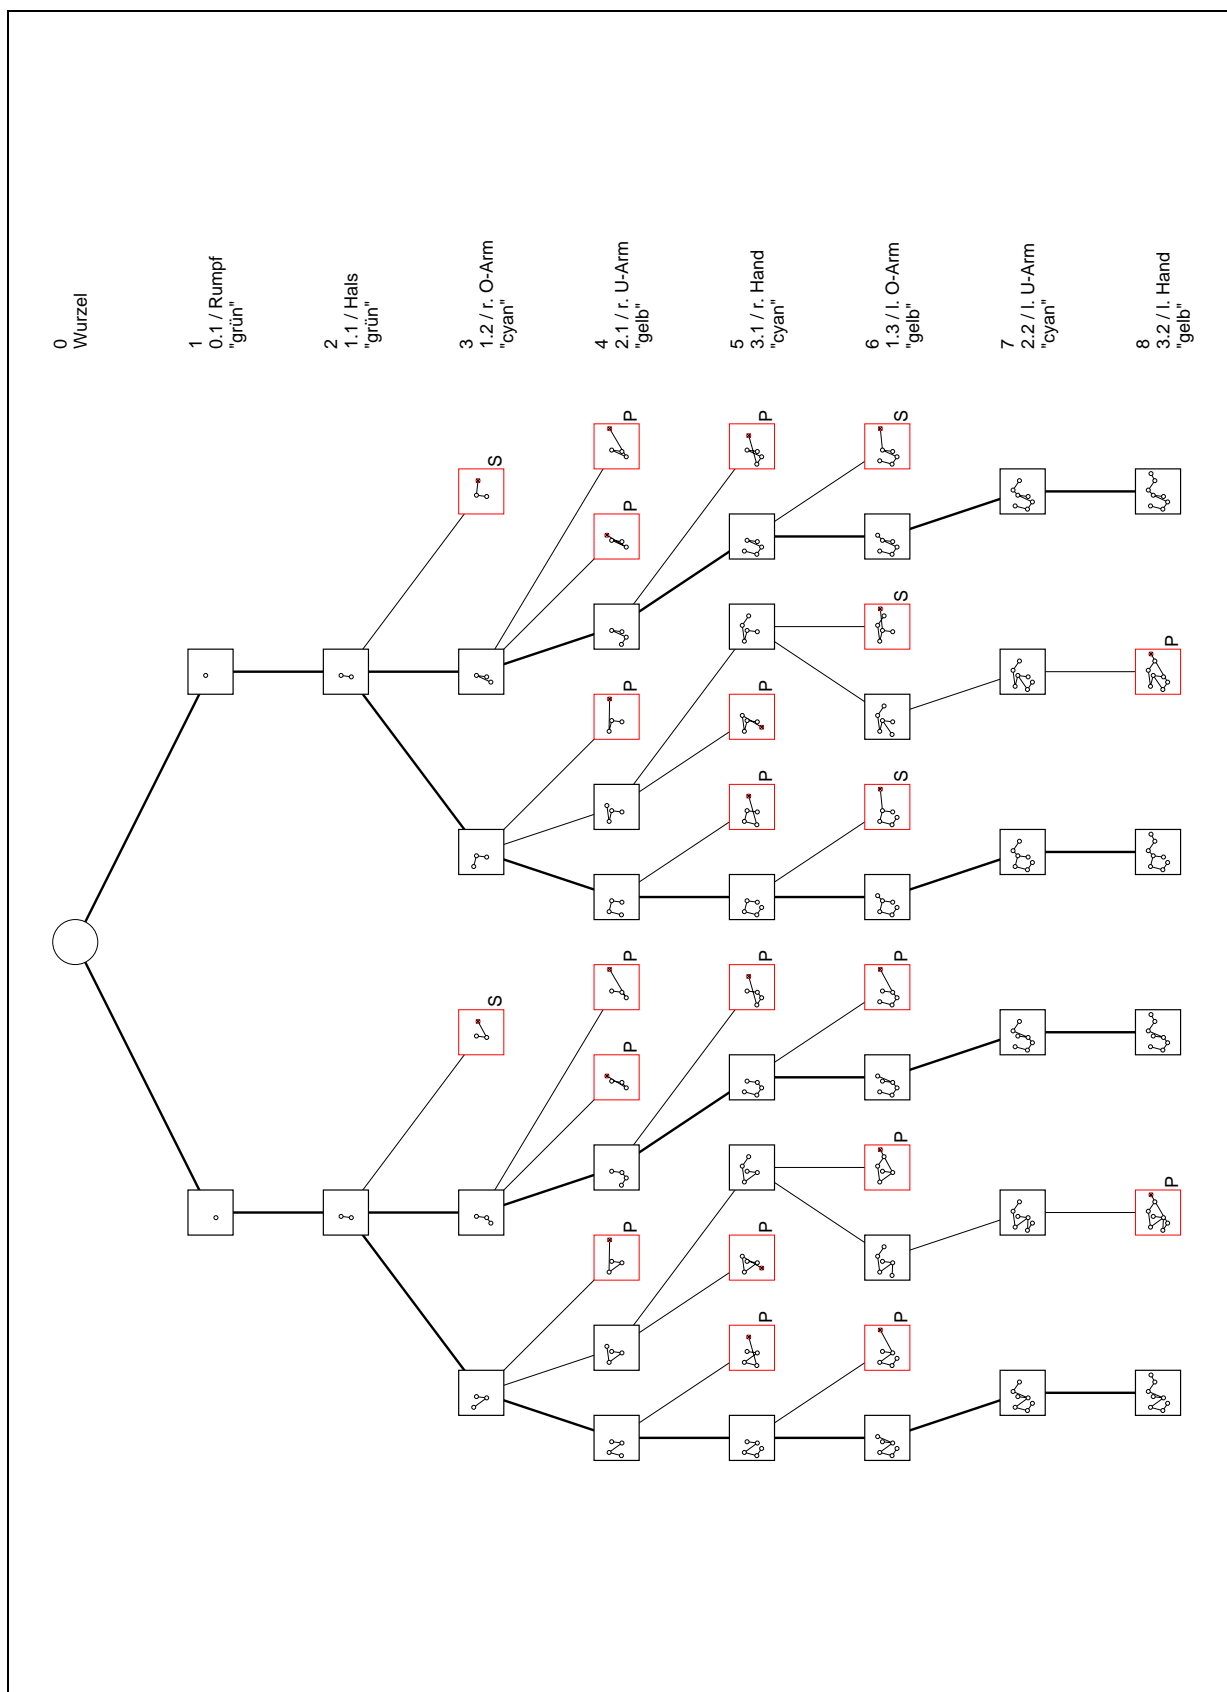 0
Wurzel
1
0.1 / Rumpf
"grün"
2
1.1 / Hals
"grün"
3
1.2 / r. O-Arm
"cyan"
S
S
4
2.1 / r. U-Arm
"gelb"
P
P
P
P
P
P
5
3.1 / r. Hand
"cyan"
P
P
P
P
P
P
6
1.3 / l. O-Arm
"gelb"
P
P
P
S
S
S
7
2.2 / l. U-Arm
"cyan"
8
3.2 / l. Hand
"gelb"
P
P